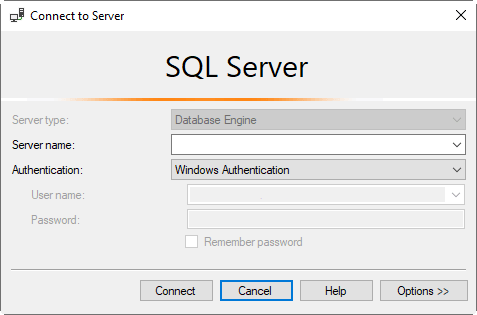 Connect to Server
SQL Server
Server type: Database Engine
Server name:
Authentication: Windows Authentication
User name:
Password:
Remember password
Connect Cancel Help Options >>